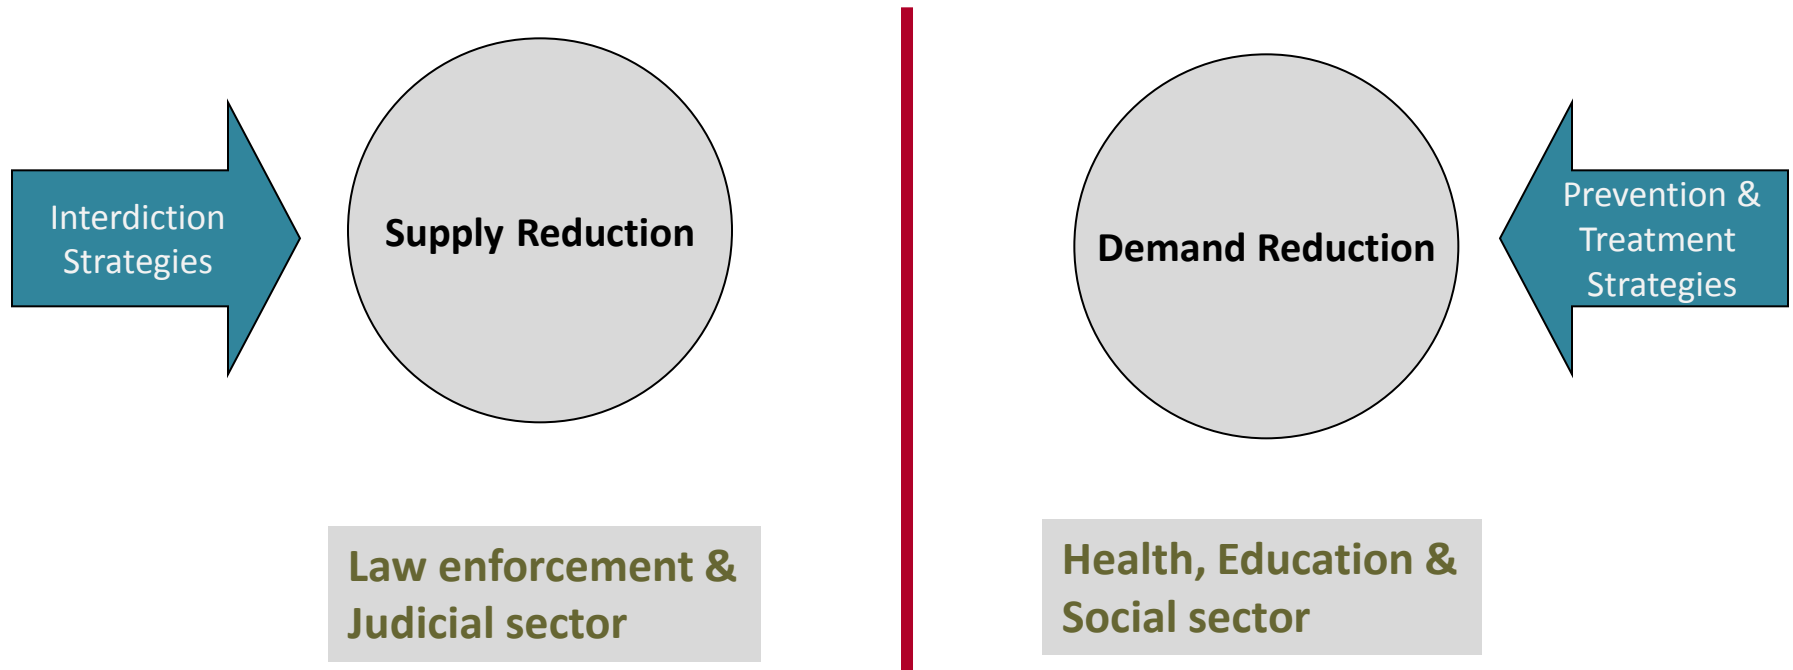 Interdiction
Strategies
Supply Reduction
Law enforcement &
Judicial sector
Demand Reduction
Prevention &
Treatment
Strategies
Health, Education &
Social sector